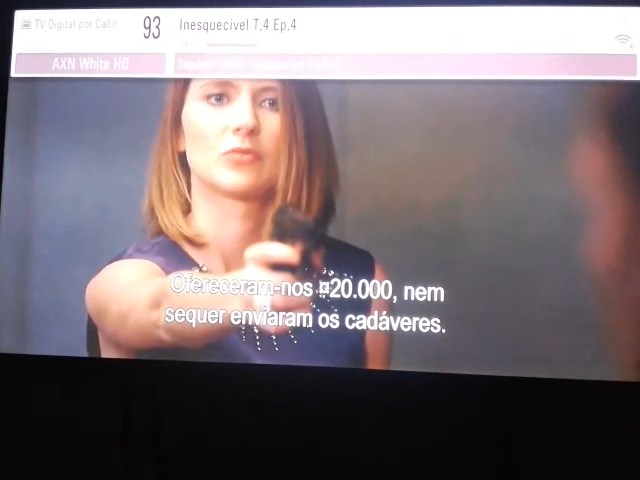 TV Digital por Cabo
93
Inesquecível T.4 Ep.4
AXN White HD
Ofereceram-nos ¤20.000, nem
sequer enviaram os cadáveres.